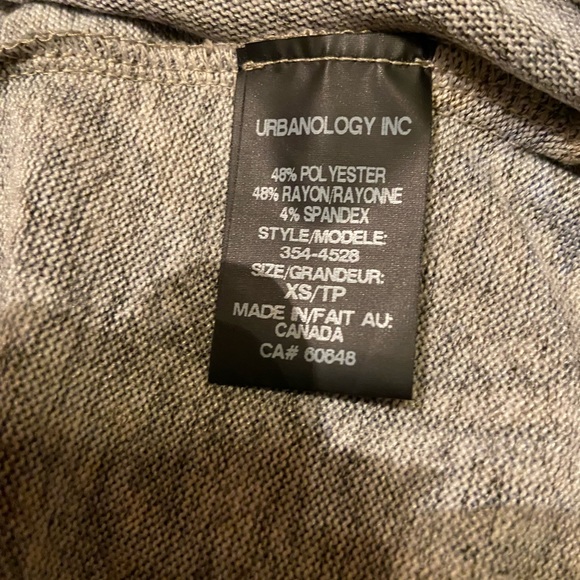 URBANOLOGY INC
48% POLYESTER
48% RAYON/RAYONNE
4% SPANDEX
STYLE/MODELE:
354-4528
SIZE/GRANDEUR:
XS/TP
MADE IN/FAIT AU:
CANADA
CA# 60848